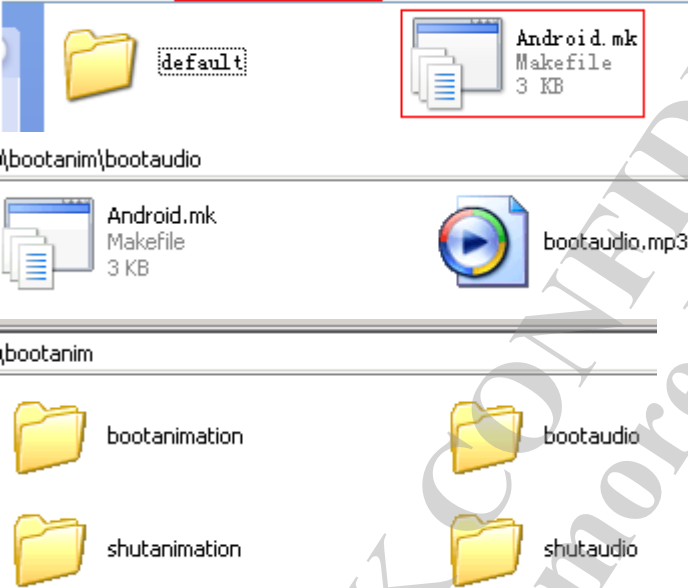 default
Android.mk
Makefile
3 KB
\bootanim\bootaudio
Android.mk
Makefile
3 KB
bootaudio.mp3
\bootanim
bootanimation
bootaudio
shutanimation
shutaudio